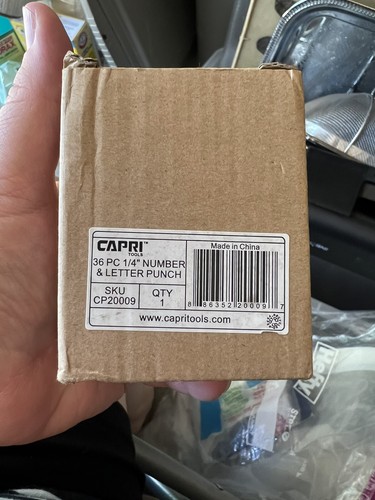 CAPRI™
TOOLS
36 PC 1/4" NUMBER
& LETTER PUNCH
SKU
CP20009
QTY
1
Made in China
8 86352 20009 7
www.capritools.com